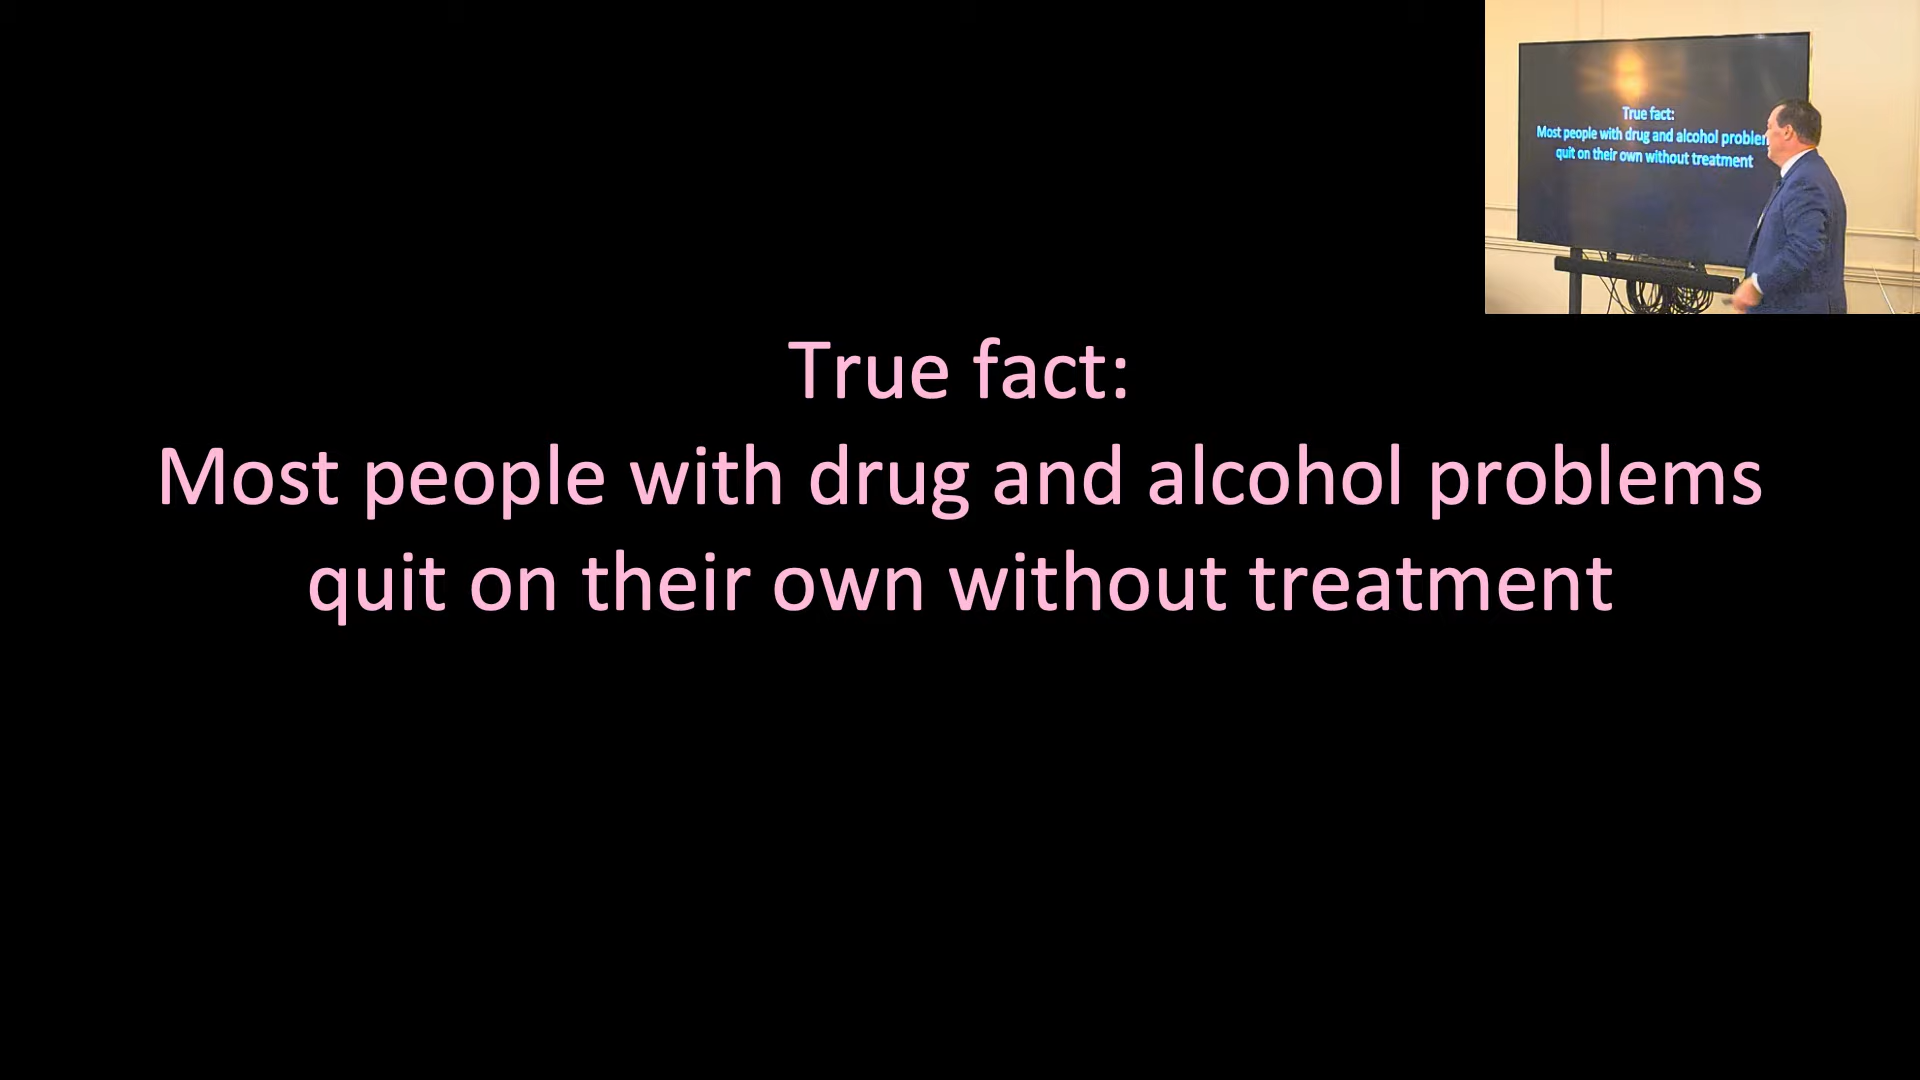 True fact:
Most people with drug and alcohol problems
quit on their own without treatment
True fact:
Most people with drug and alcohol problem
quit on their own without treatment